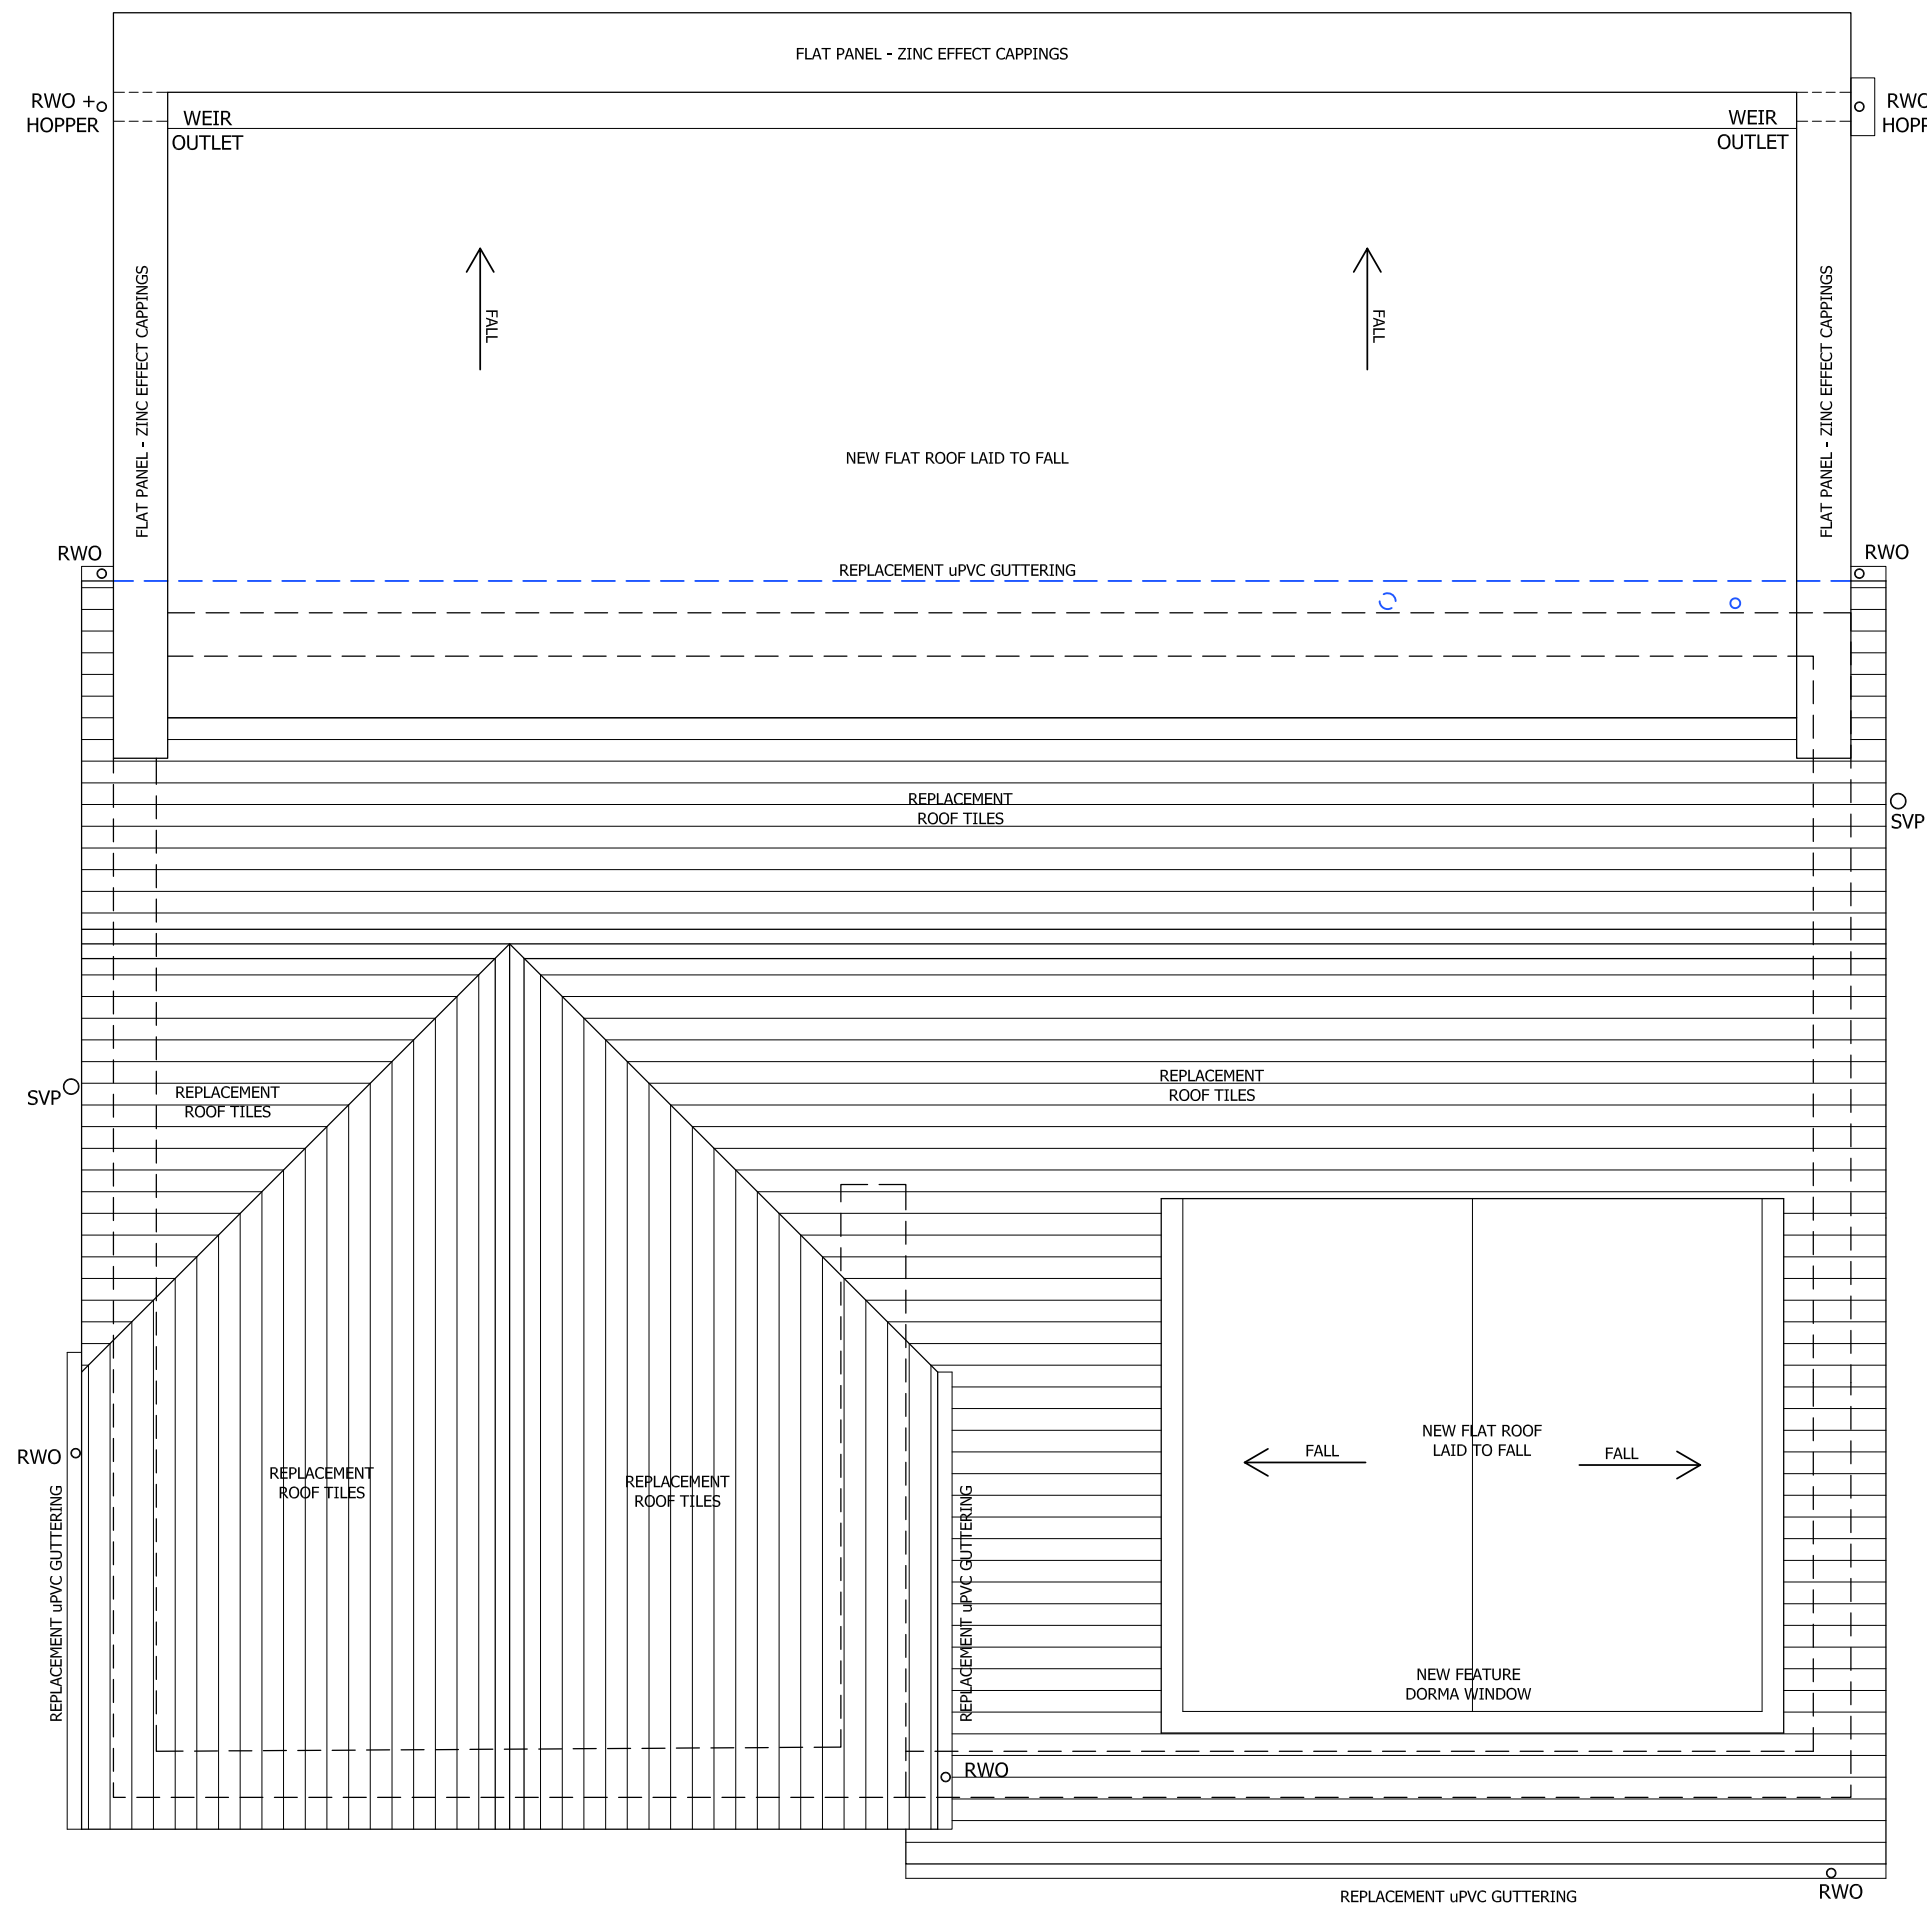 FLAT PANEL - ZINC EFFECT CAPPINGS
RWO +
HOPPER
WEIR
OUTLET
WEIR
OUTLET
RWO
HOPP
FLAT PANEL - ZINC EFFECT CAPPINGS
FALL
FALL
FLAT PANEL - ZINC EFFECT CAPPINGS
NEW FLAT ROOF LAID TO FALL
RWO
REPLACEMENT uPVC GUTTERING
RWO
REPLACEMENT
ROOF TILES
SVP
SVP
REPLACEMENT
ROOF TILES
REPLACEMENT
ROOF TILES
RWO
REPLACEMENT uPVC GUTTERING
REPLACEMENT
ROOF TILES
REPLACEMENT
ROOF TILES
REPLACEMENT uPVC GUTTERING
FALL
NEW FLAT ROOF
LAID TO FALL
FALL
NEW FEATURE
DORMA WINDOW
RWO
REPLACEMENT uPVC GUTTERING
RWO